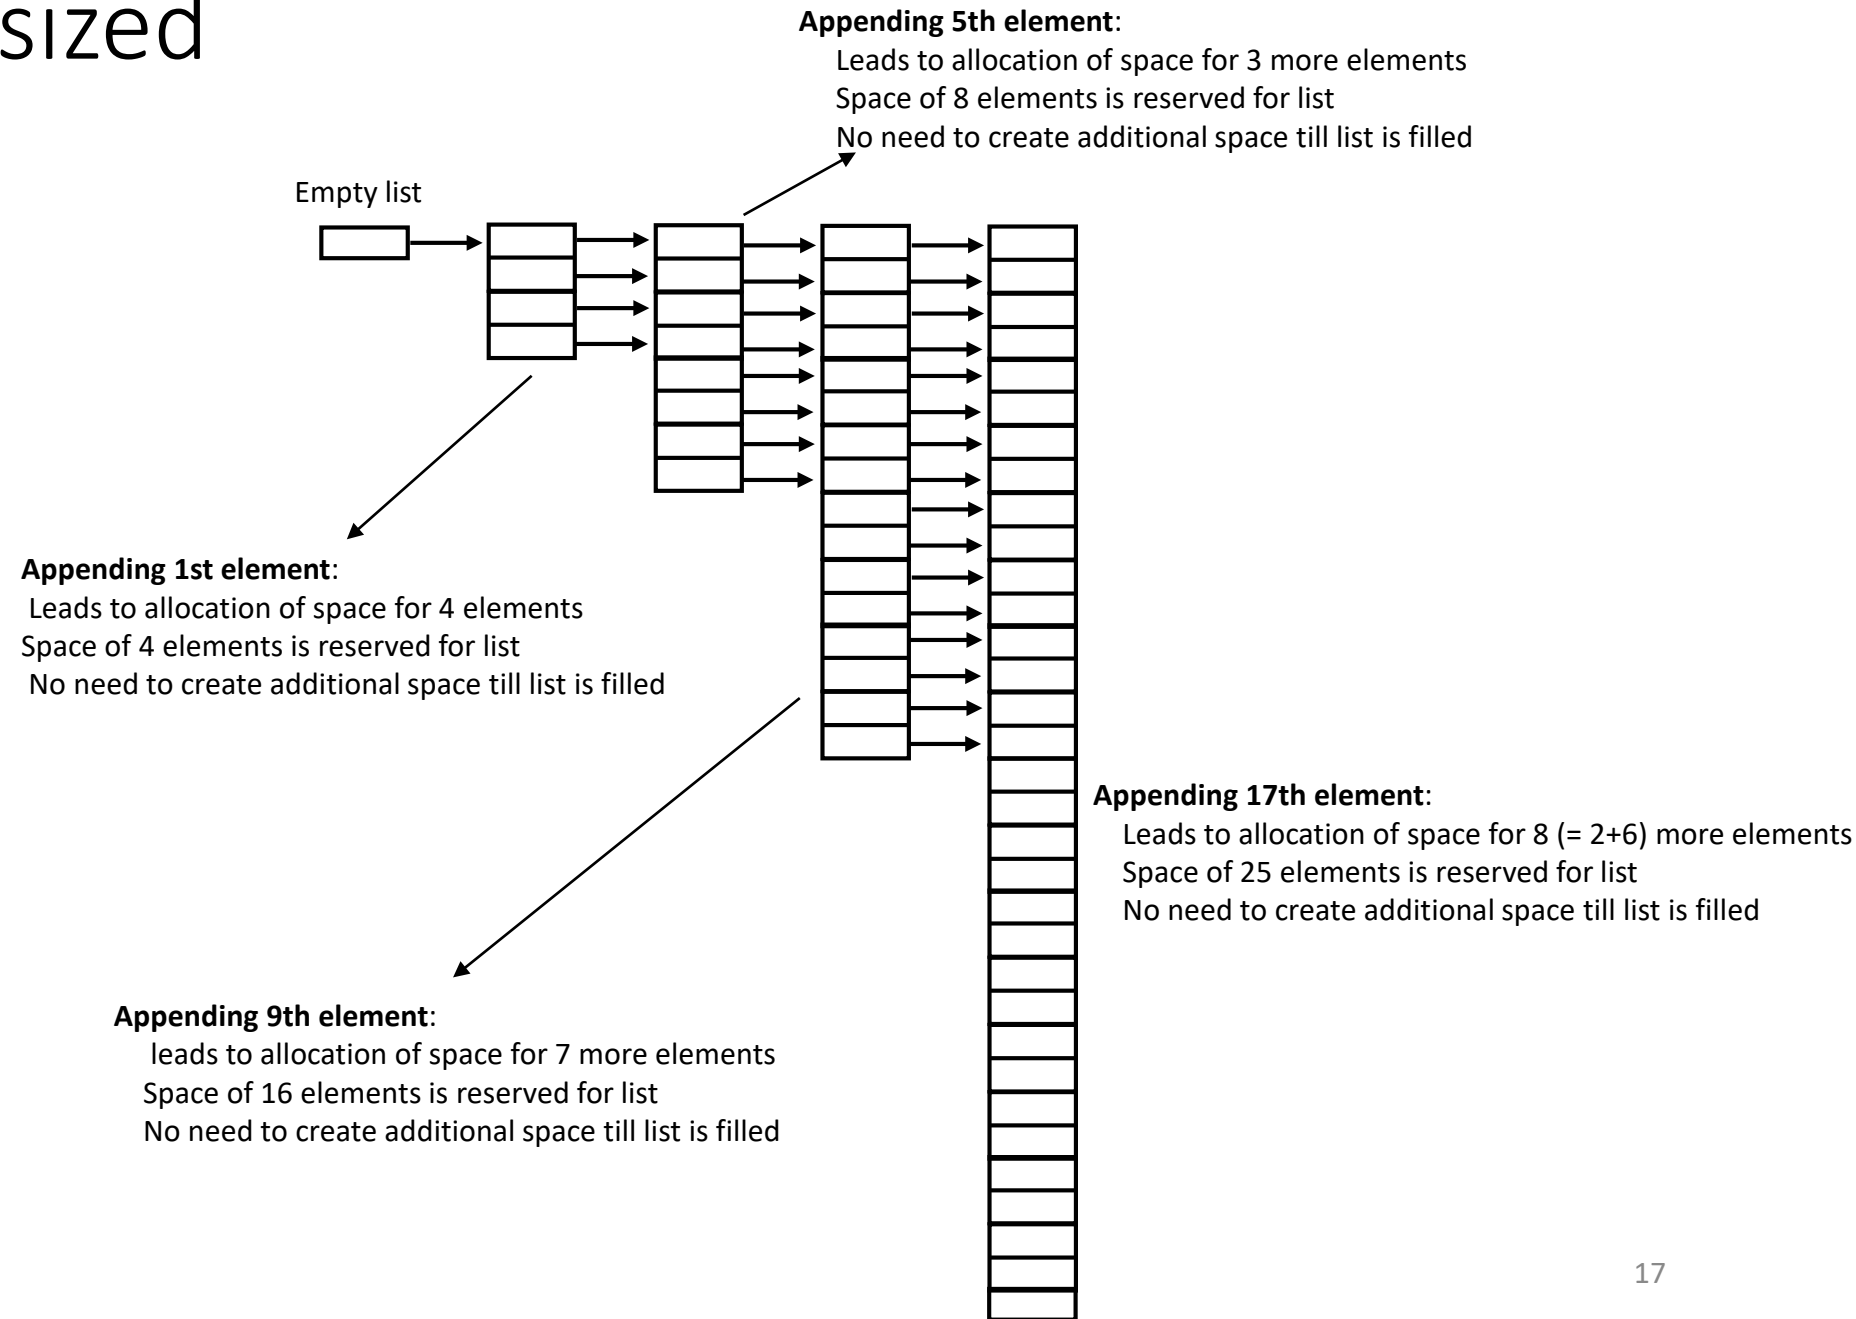 sized
Appending 5th element:
Leads to allocation of space for 3 more elements
Space of 8 elements is reserved for list
No need to create additional space till list is filled
Empty list
Appending 1st element:
Leads to allocation of space for 4 elements
Space of 4 elements is reserved for list
No need to create additional space till list is filled
Appending 17th element:
Leads to allocation of space for 8 (= 2+6) more elements
Space of 25 elements is reserved for list
No need to create additional space till list is filled
Appending 9th element:
leads to allocation of space for 7 more elements
Space of 16 elements is reserved for list
No need to create additional space till list is filled
17